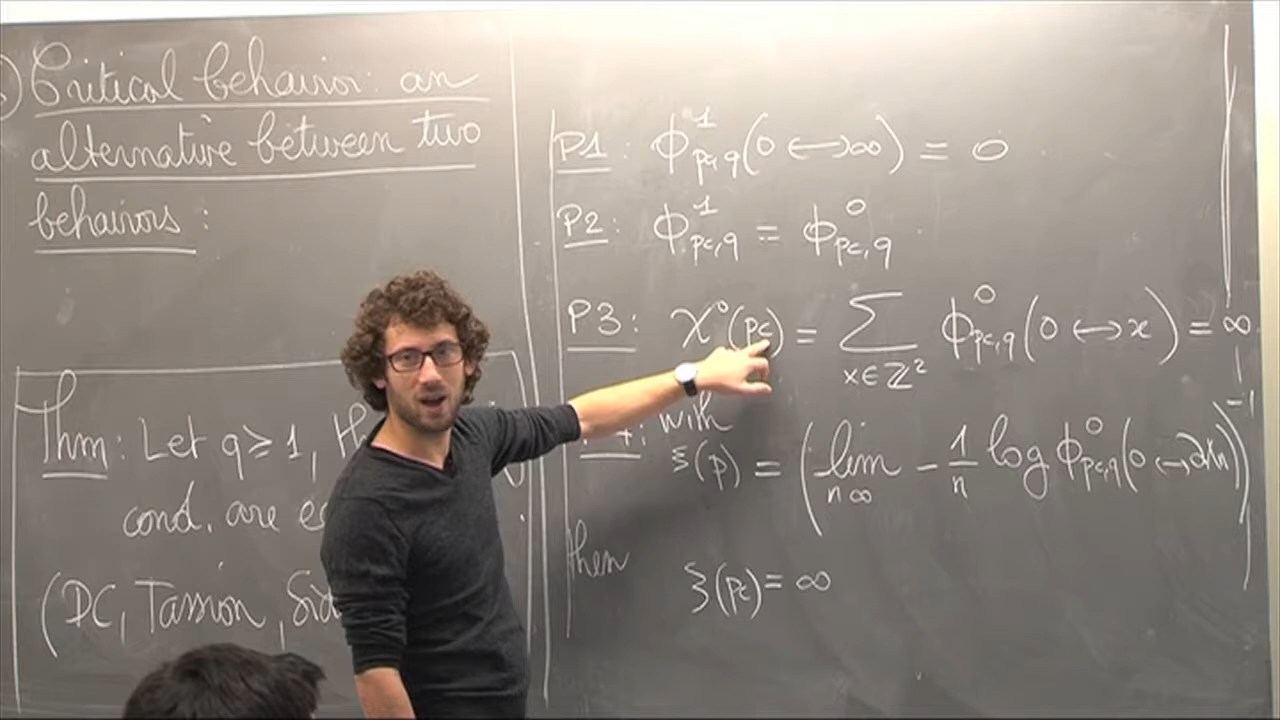 Critical behavior: an
alternative between two
behaviors :
Thm: Let q ≥ 1,
cond. are
(DC, Tassion,
P1: ϕ¹_{pc,q}(0 ↔ ∞) = 0
P2: ϕ¹_{pc,q} = ϕ⁰_{pc,q}
P3: χ⁰(pc) = ∑_{x∈ℤ²} ϕ⁰_{pc,q}(0 ↔ x) = ∞
with
ξ(p) = (lim_{n∞} − 1/n log ϕ⁰_{pc,q}(0 ↔ ∂Λn))⁻¹
then
ξ(pc) = ∞